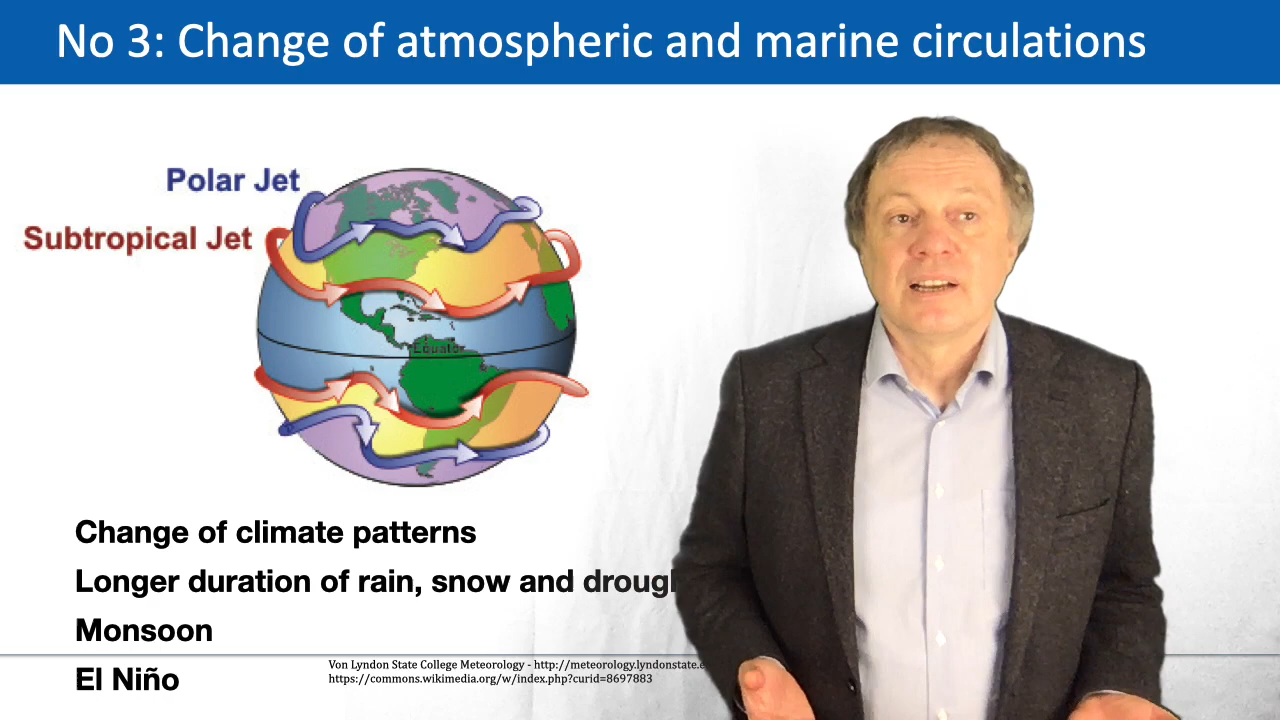 No 3: Change of atmospheric and marine circulations
Polar Jet
Subtropical Jet
Equator
Change of climate patterns
Longer duration of rain, snow and drough
Monsoon
El Niño
Von Lyndon State College Meteorology - http://meteorology.lyndonstate.e
https://commons.wikimedia.org/w/index.php?curid=8697883